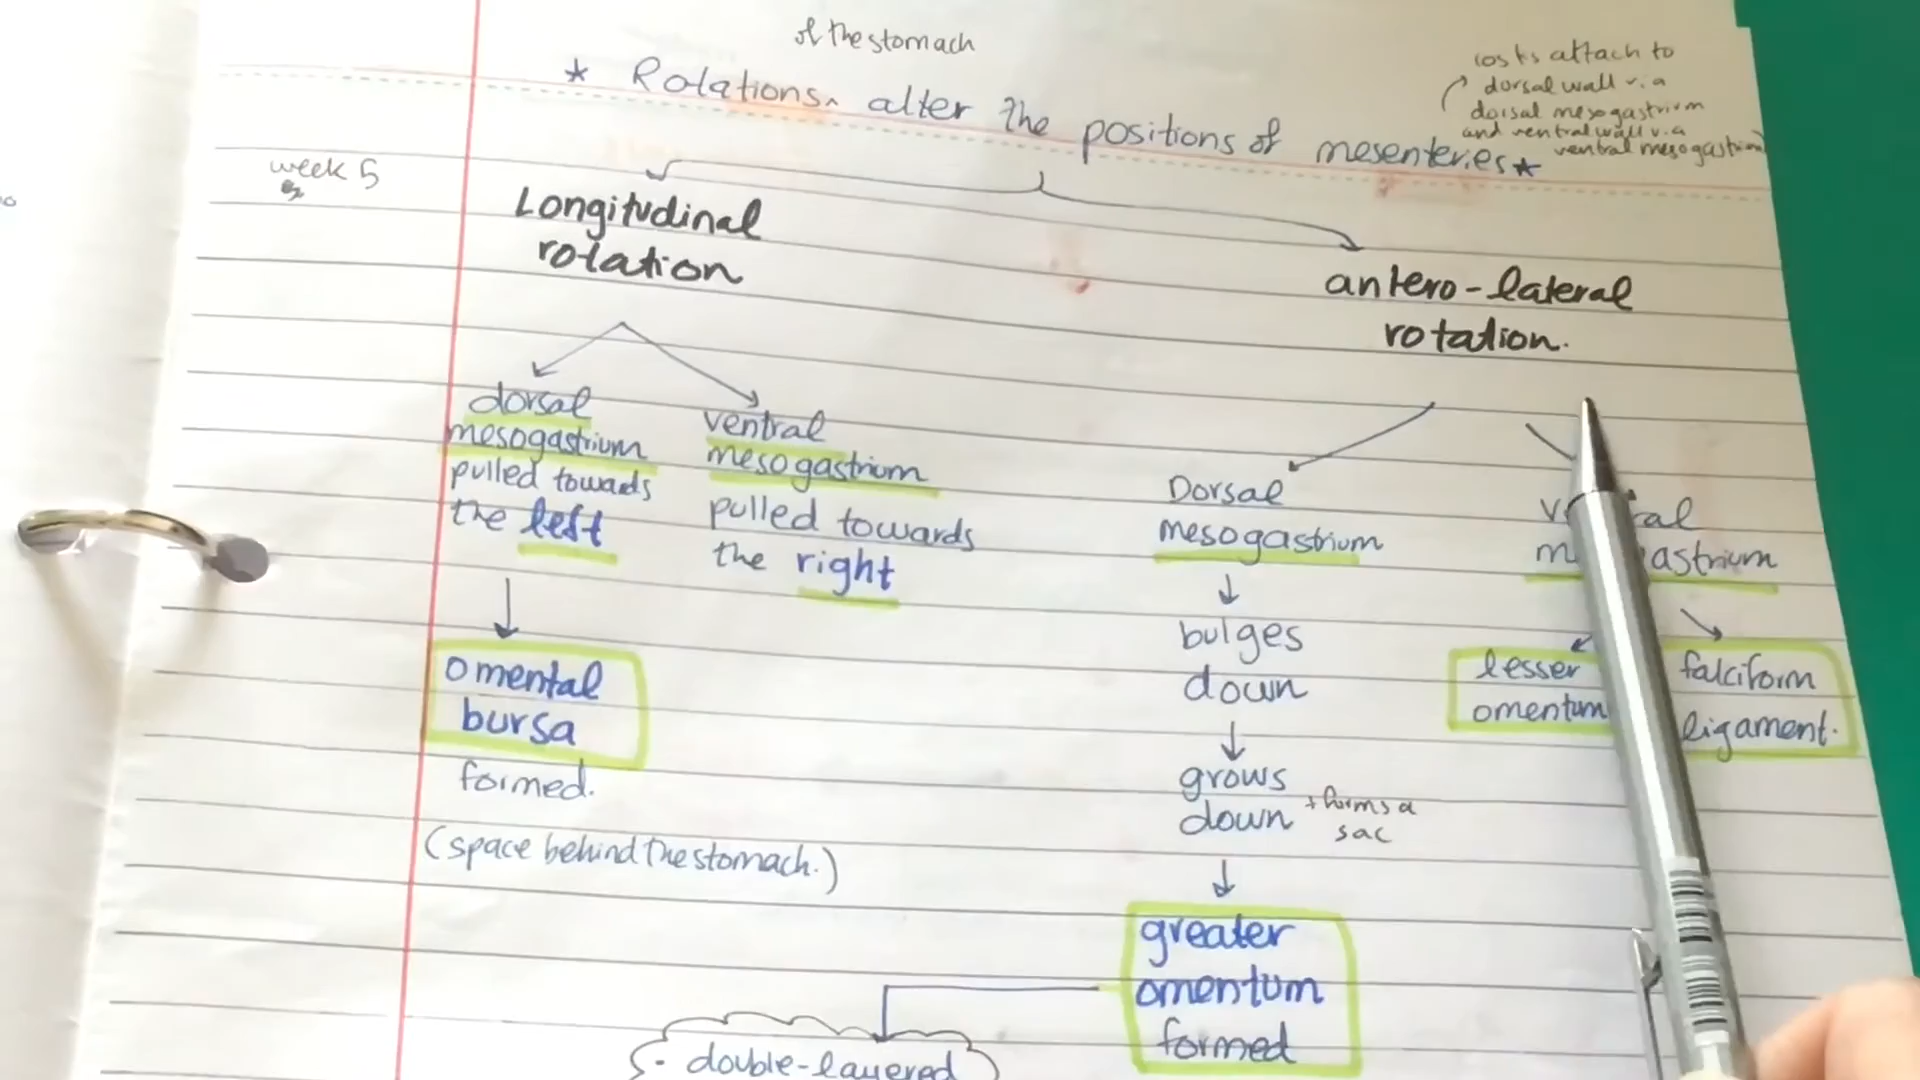 of the stomach
* Rotations^ alter the positions of mesenteries*
cos it's attach to
dorsal wall via
dorsal mesogastrium
and ventral wall via
ventral mesogastrium
week 5
Longitudinal
rotation
antero-lateral
rotation.
dorsal
mesogastrium
pulled towards
the left
ventral
mesogastrium
pulled towards
the right
omental
bursa
formed.
(space behind the stomach.)
Dorsal
mesogastrium
bulges
down
grows
down
+ forms a
sac
greater
omentum
formed
lesser
omentum
falciform
ligament.
- double-layered